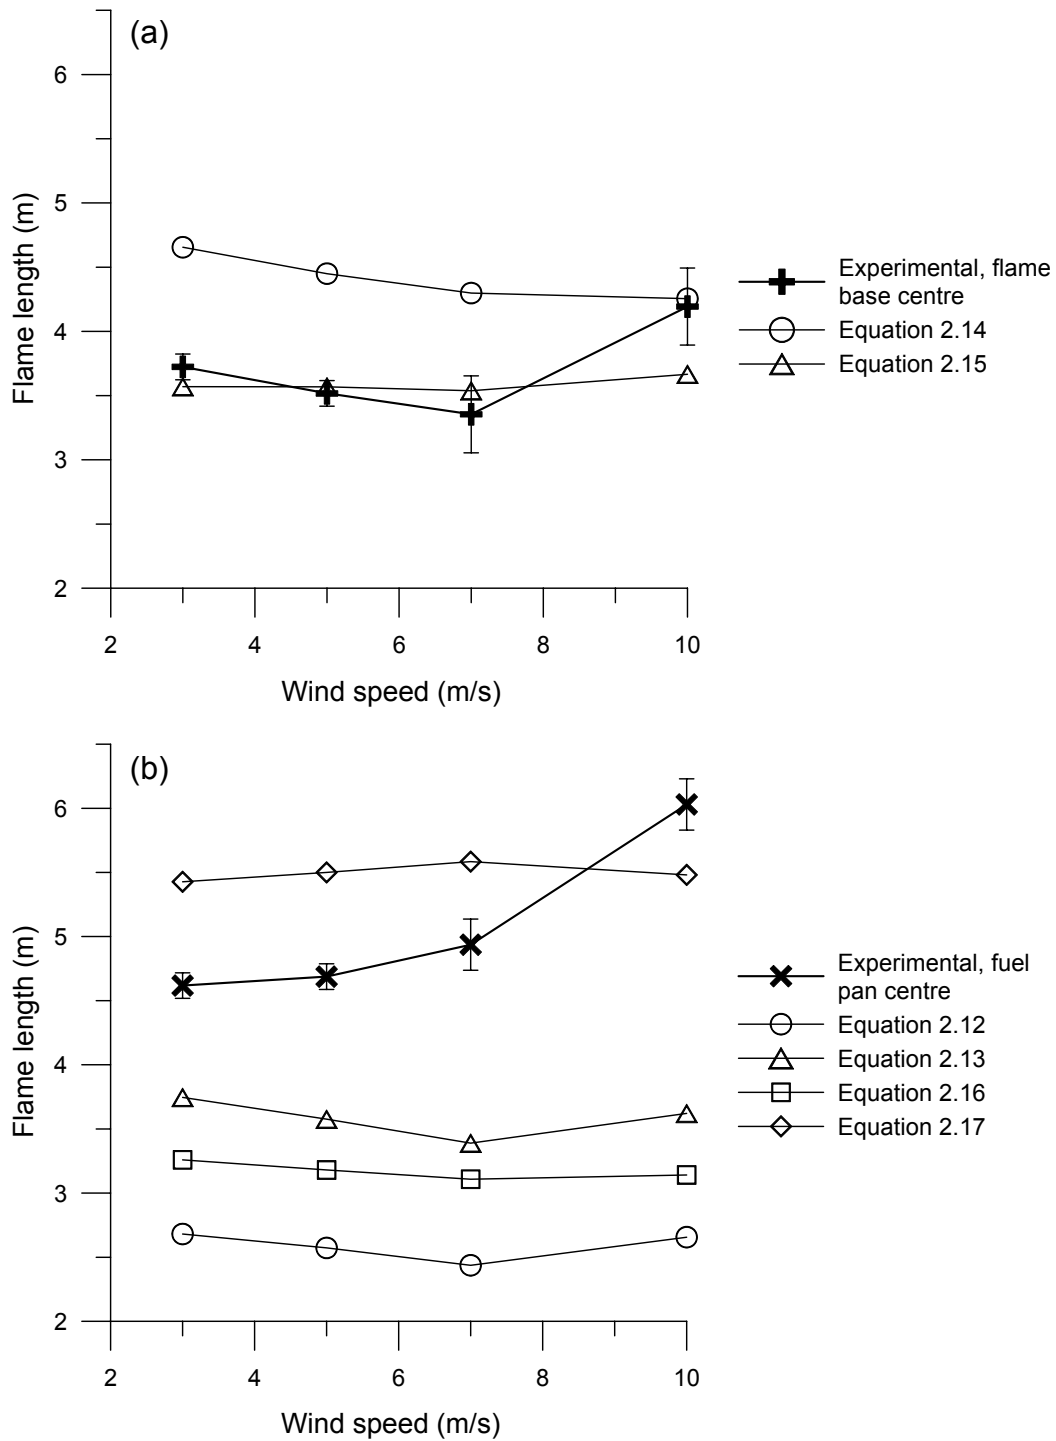 (a)
6
5
4
3
2
Flame length (m)
2 4 6 8 10
Wind speed (m/s)
Experimental, flame
base centre
Equation 2.14
Equation 2.15
(b)
6
5
4
3
2
Flame length (m)
2 4 6 8 10
Wind speed (m/s)
Experimental, fuel
pan centre
Equation 2.12
Equation 2.13
Equation 2.16
Equation 2.17